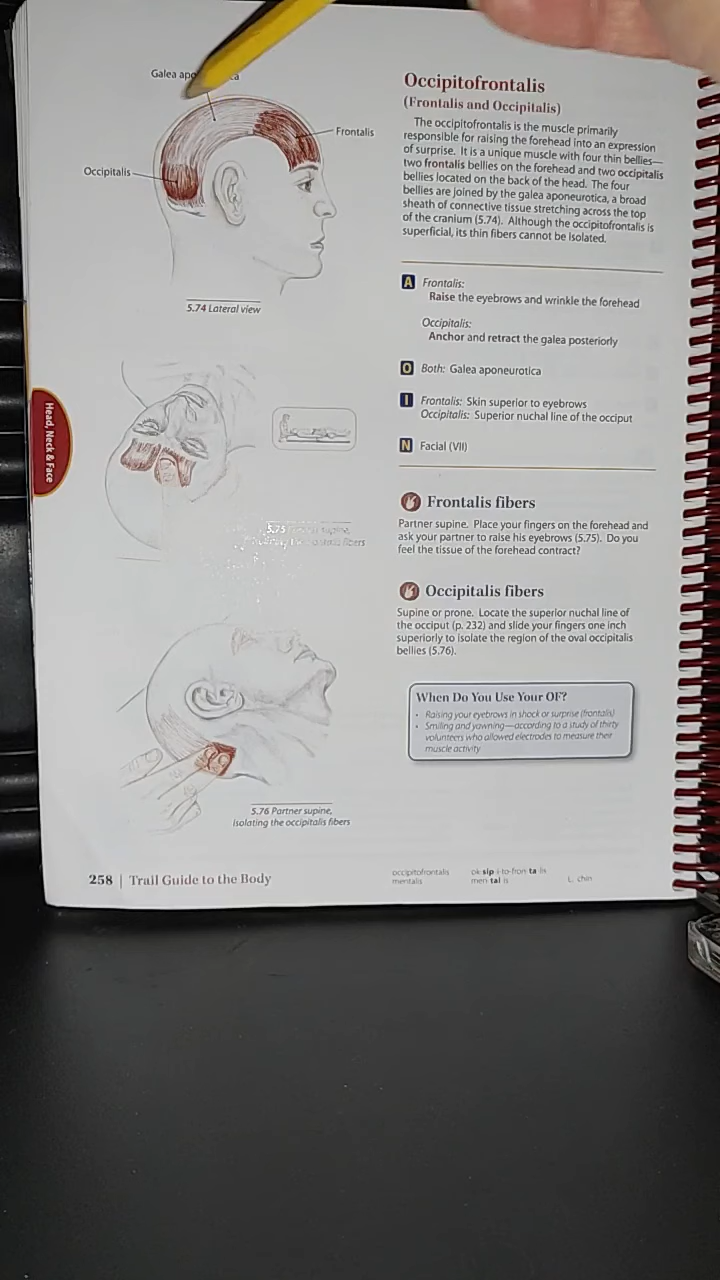 Galea apo ca
Frontalis
Occipitalis
5.74 Lateral view
Head, Neck & Face
5.75
fibers
5.76 Partner supine,
isolating the occipitalis fibers
Occipitofrontalis
(Frontalis and Occipitalis)
The occipitofrontalis is the muscle primarily
responsible for raising the forehead into an expression
of surprise. It is a unique muscle with four thin bellies—
two frontalis bellies on the forehead and two occipitalis
bellies located on the back of the head. The four
bellies are joined by the galea aponeurotica, a broad
sheath of connective tissue stretching across the top
of the cranium (5.74). Although the occipitofrontalis is
superficial, its thin fibers cannot be isolated.
A Frontalis:
Raise the eyebrows and wrinkle the forehead
Occipitalis:
Anchor and retract the galea posteriorly
O Both: Galea aponeurotica
I Frontalis: Skin superior to eyebrows
Occipitalis: Superior nuchal line of the occiput
N Facial (VII)
Frontalis fibers
Partner supine. Place your fingers on the forehead and
ask your partner to raise his eyebrows (5.75). Do you
feel the tissue of the forehead contract?
Occipitalis fibers
Supine or prone. Locate the superior nuchal line of
the occiput (p. 232) and slide your fingers one inch
superiorly to isolate the region of the oval occipitalis
bellies (5.76).
When Do You Use Your OF?
• Raising your eyebrows in shock or surprise (frontalis)
• Smiling and yawning—according to a study of thirty
volunteers who allowed electrodes to measure their
muscle activity
258 | Trail Guide to the Body
occipitofrontalis ok-sip-i-to-fron-ta-lis
mentalis men-tal-is L. chin